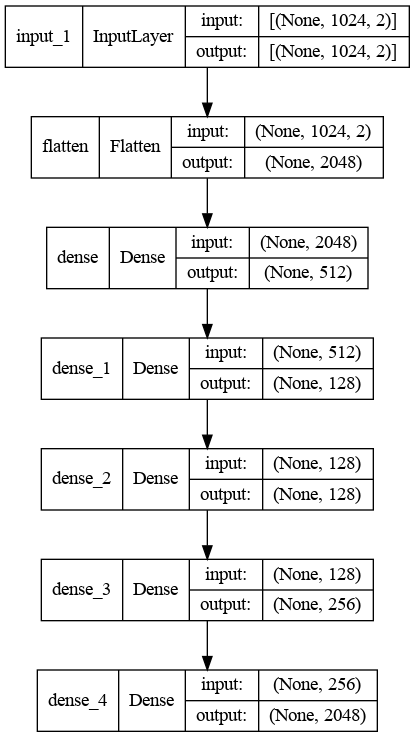 input_1 InputLayer input: [(None, 1024, 2)]
output: [(None, 1024, 2)]
flatten Flatten input: (None, 1024, 2)
output: (None, 2048)
dense Dense input: (None, 2048)
output: (None, 512)
dense_1 Dense input: (None, 512)
output: (None, 128)
dense_2 Dense input: (None, 128)
output: (None, 128)
dense_3 Dense input: (None, 128)
output: (None, 256)
dense_4 Dense input: (None, 256)
output: (None, 2048)